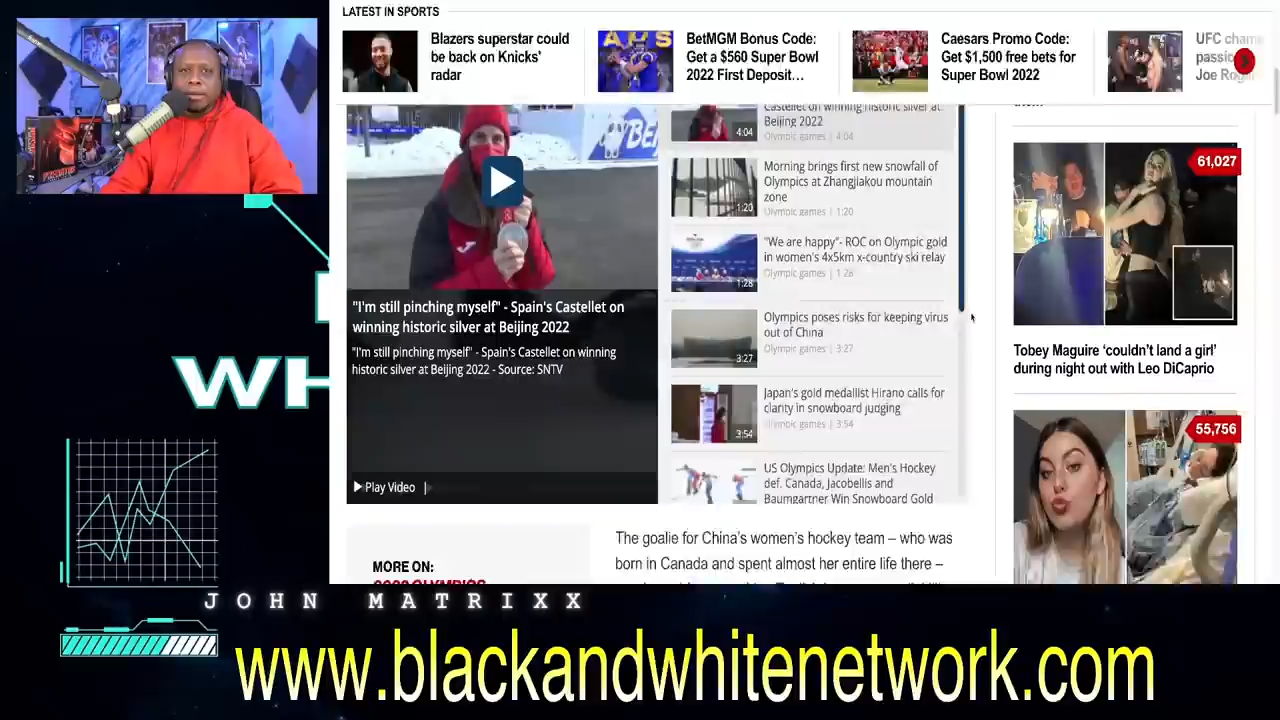 LATEST IN SPORTS
Blazers superstar could
be back on Knicks'
radar
BetMGM Bonus Code:
Get a $560 Super Bowl
2022 First Deposit...
Caesars Promo Code:
Get $1,500 free bets for
Super Bowl 2022
UFC
Joe
4:04
Castellet on winning historic silver at
Beijing 2022
Olympic games | 4:04
Morning brings first new snowfall of
Olympics at Zhangjiakou mountain
zone
Olympic games | 1:20
1:20
"We are happy"- ROC on Olympic gold
in women's 4x5km x-country ski relay
Olympic games | 1:28
1:28
Olympics poses risks for keeping virus
out of China
Olympic games | 3:27
3:27
Japan's gold medallist Hirano calls for
clarity in snowboard judging
Olympic games | 3:54
3:54
US Olympics Update: Men's Hockey
def. Canada, Jacobellis and
Baumgartner Win Snowboard Gold
"I'm still pinching myself" - Spain's Castellet on
winning historic silver at Beijing 2022
"I'm still pinching myself" - Spain's Castellet on winning
historic silver at Beijing 2022 - Source: SNTV
Play Video |
61,027
Tobey Maguire ‘couldn’t land a girl’
during night out with Leo DiCaprio
55,756
MORE ON:
2022 OLYMPICS
The goalie for China’s women’s hockey team – who was
born in Canada and spent almost her entire life there –
WH
JOHN MATRIXX
www.blackandwhitenetwork.com